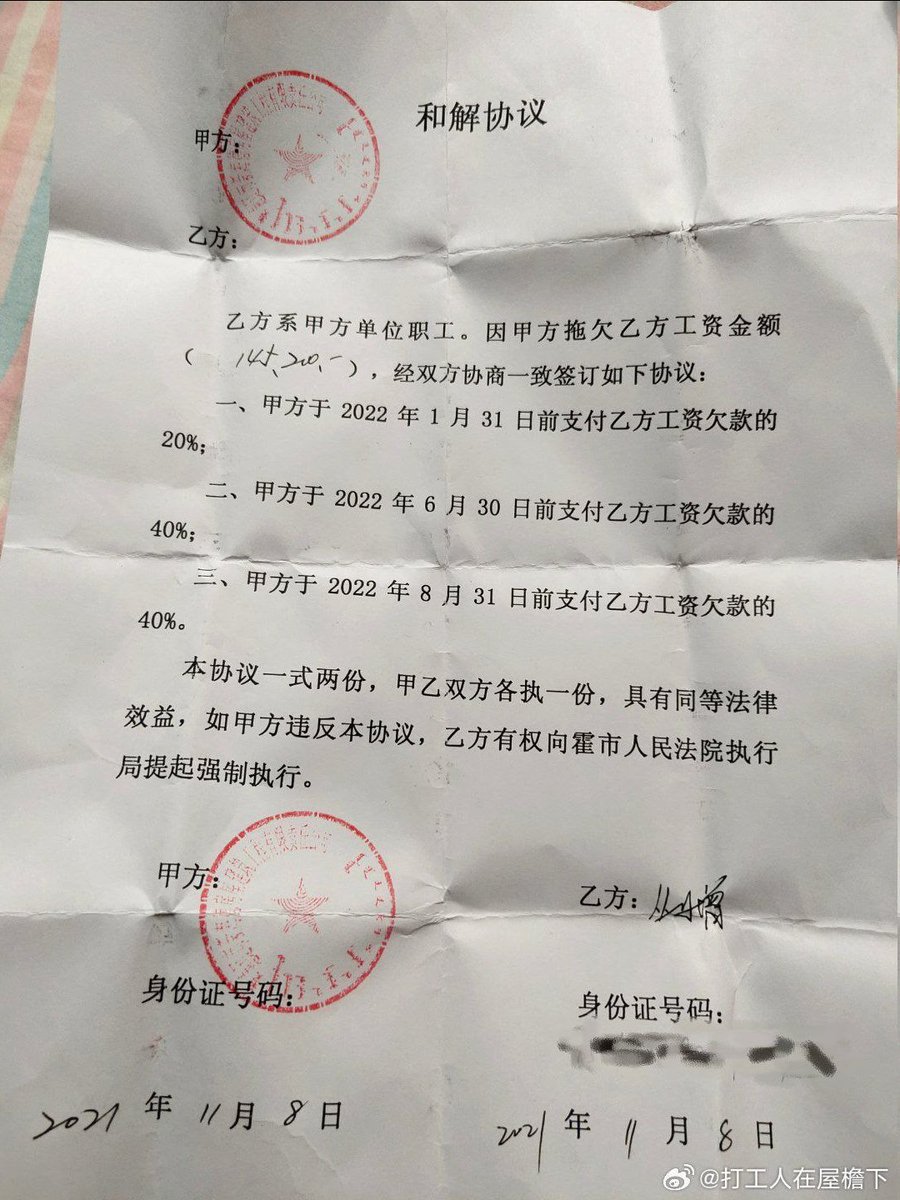 和解协议
甲方：
乙方：
乙方系甲方单位职工。因甲方拖欠乙方工资金额
（ ），经双方协商一致签订如下协议：
一、甲方于 2022 年 1 月 31 日前支付乙方工资欠款的
20%；
二、甲方于 2022 年 6 月 30 日前支付乙方工资欠款的
40%；
三、甲方于 2022 年 8 月 31 日前支付乙方工资欠款的
40%。
本协议一式两份，甲乙双方各执一份，具有同等法律
效益，如甲方违反本协议，乙方有权向霍市人民法院执行
局提起强制执行。
甲方：
乙方：
身份证号码：
身份证号码：
2021 年 11 月 8 日
2021 年 11 月 8 日
@打工人在屋檐下